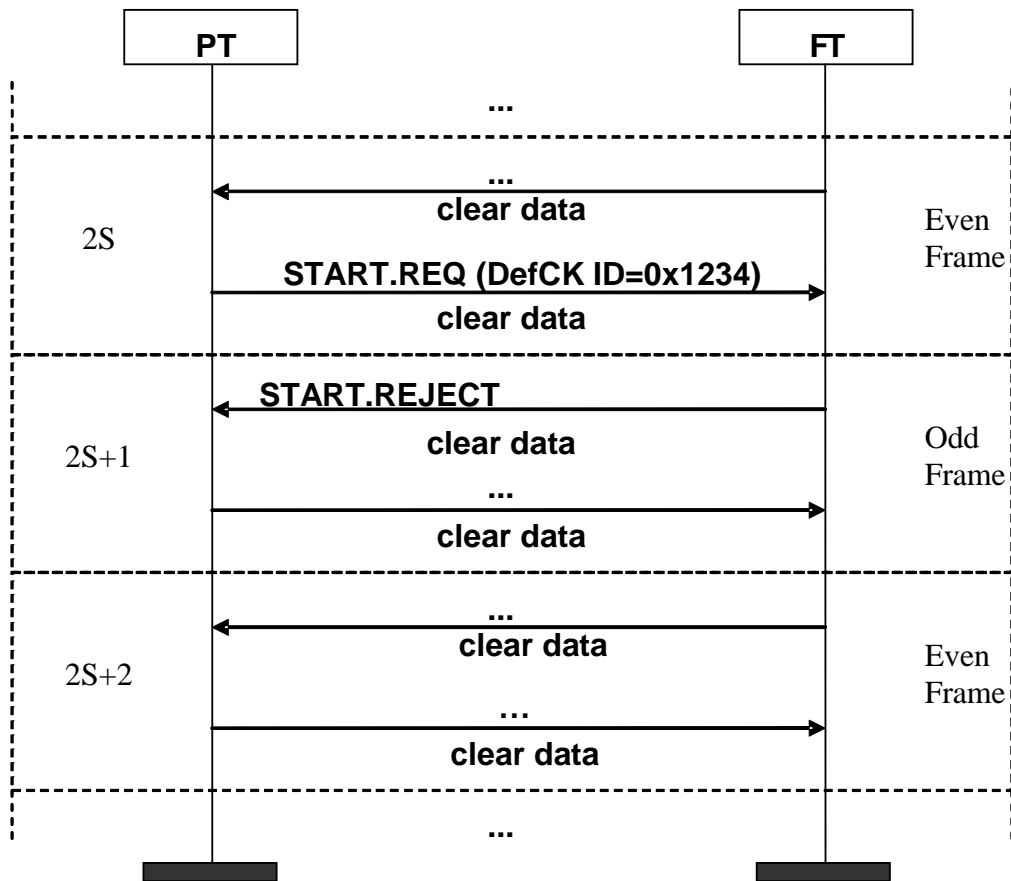 PT
FT
...
...
clear data
2S
Even
Frame
START.REQ (DefCK ID=0x1234)
clear data
START.REJECT
clear data
2S+1
Odd
Frame
...
clear data
...
clear data
2S+2
Even
Frame
...
clear data
...